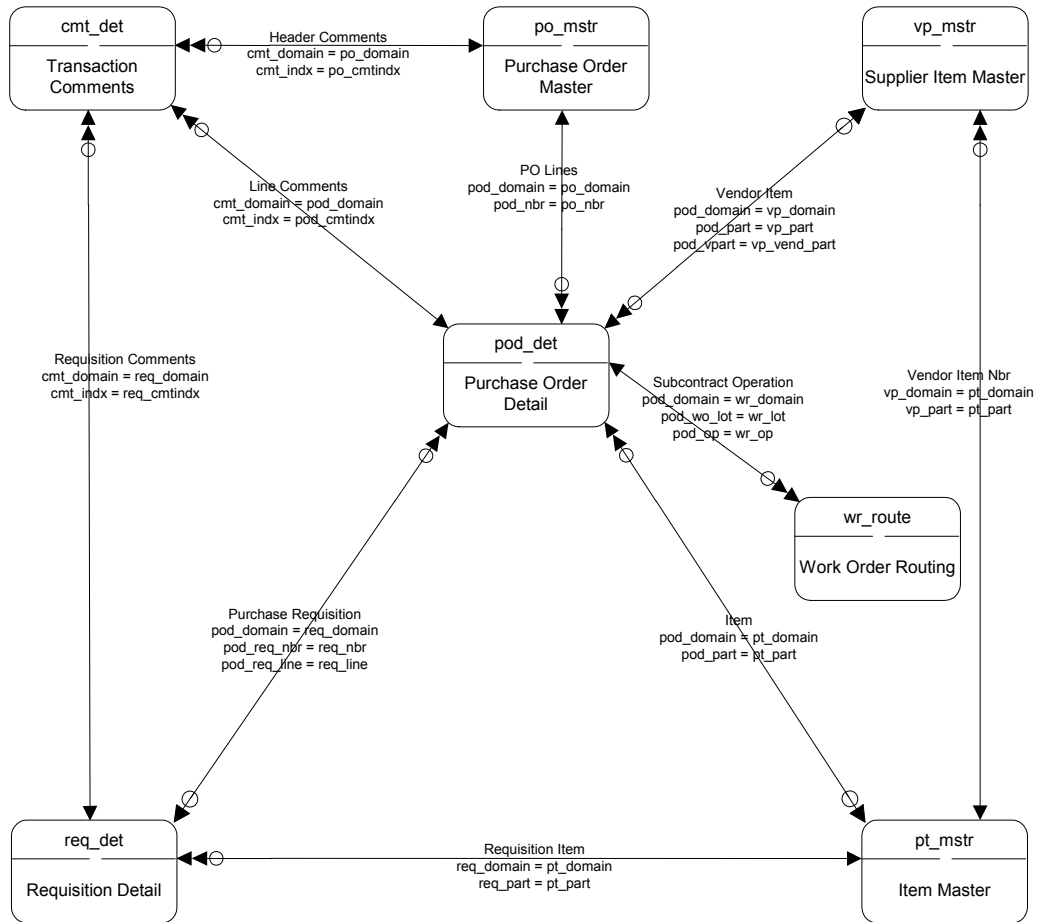 cmt_det
Transaction
Comments
Header Comments
cmt_domain = po_domain
cmt_indx = po_cmtindx
po_mstr
Purchase Order
Master
vp_mstr
Supplier Item Master
Line Comments
cmt_domain = pod_domain
cmt_indx = pod_cmtindx
PO Lines
pod_domain = po_domain
pod_nbr = po_nbr
Vendor Item
pod_domain = vp_domain
pod_part = vp_part
pod_vpart = vp_vend_part
Requisition Comments
cmt_domain = req_domain
cmt_indx = req_cmtindx
pod_det
Purchase Order
Detail
Subcontract Operation
pod_domain = wr_domain
pod_wo_lot = wr_lot
pod_op = wr_op
Vendor Item Nbr
vp_domain = pt_domain
vp_part = pt_part
wr_route
Work Order Routing
Purchase Requisition
pod_domain = req_domain
pod_req_nbr = req_nbr
pod_req_line = req_line
Item
pod_domain = pt_domain
pod_part = pt_part
req_det
Requisition Detail
Requisition Item
req_domain = pt_domain
req_part = pt_part
pt_mstr
Item Master